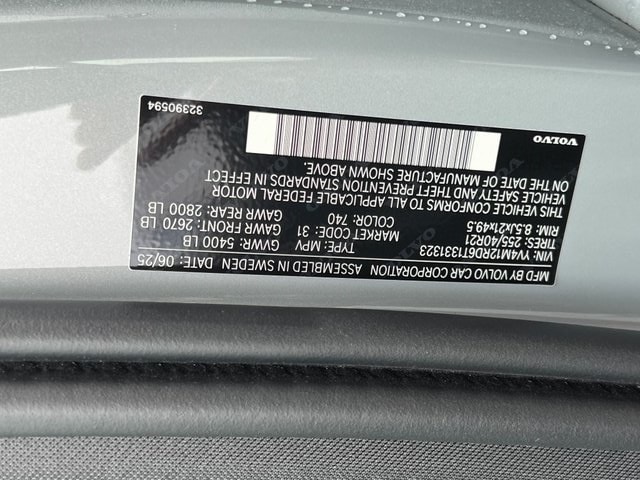 MFD BY VOLVO CAR CORPORATION ASSEMBLED IN SWEDEN DATE: 06/25
VIN: YV4M12RD6T1331323 TYPE: MPV GVWR: 5400 LB
TIRES: 255/40R21 MARKET CODE: 31 GAWR FRONT: 2670 LB
RIM: 8.5Jx21x49.5 COLOR: 740 GAWR REAR: 2800 LB
THIS VEHICLE CONFORMS TO ALL APPLICABLE FEDERAL MOTOR
VEHICLE SAFETY AND THEFT PREVENTION STANDARDS IN EFFECT
ON THE DATE OF MANUFACTURE SHOWN ABOVE.
VOLVO 32390594